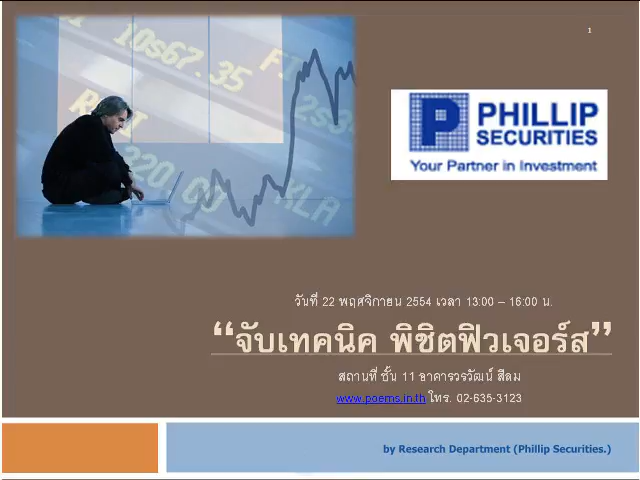 1
10s67.35
PHILLIP
SECURITIES
Your Partner in Investment
วันที่ 22 พฤศจิกายน 2554 เวลา 13:00 – 16:00 น.
“จับเทคนิค พิชิตฟิวเจอร์ส”
สถานที่ ชั้น 11 อาคารวรวัฒน์ สีลม
www.poems.in.th โทร. 02-635-3123
by Research Department (Phillip Securities.)